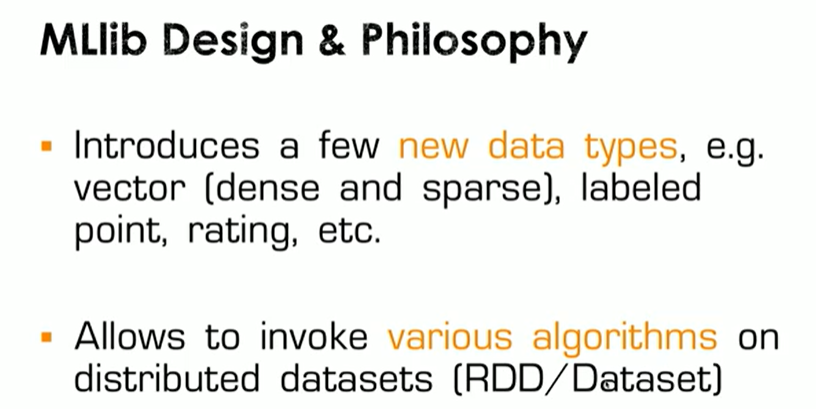 MLlib Design & Philosophy
▪ Introduces a few new data types, e.g.
vector (dense and sparse), labeled
point, rating, etc.
▪ Allows to invoke various algorithms on
distributed datasets (RDD/Dataset)